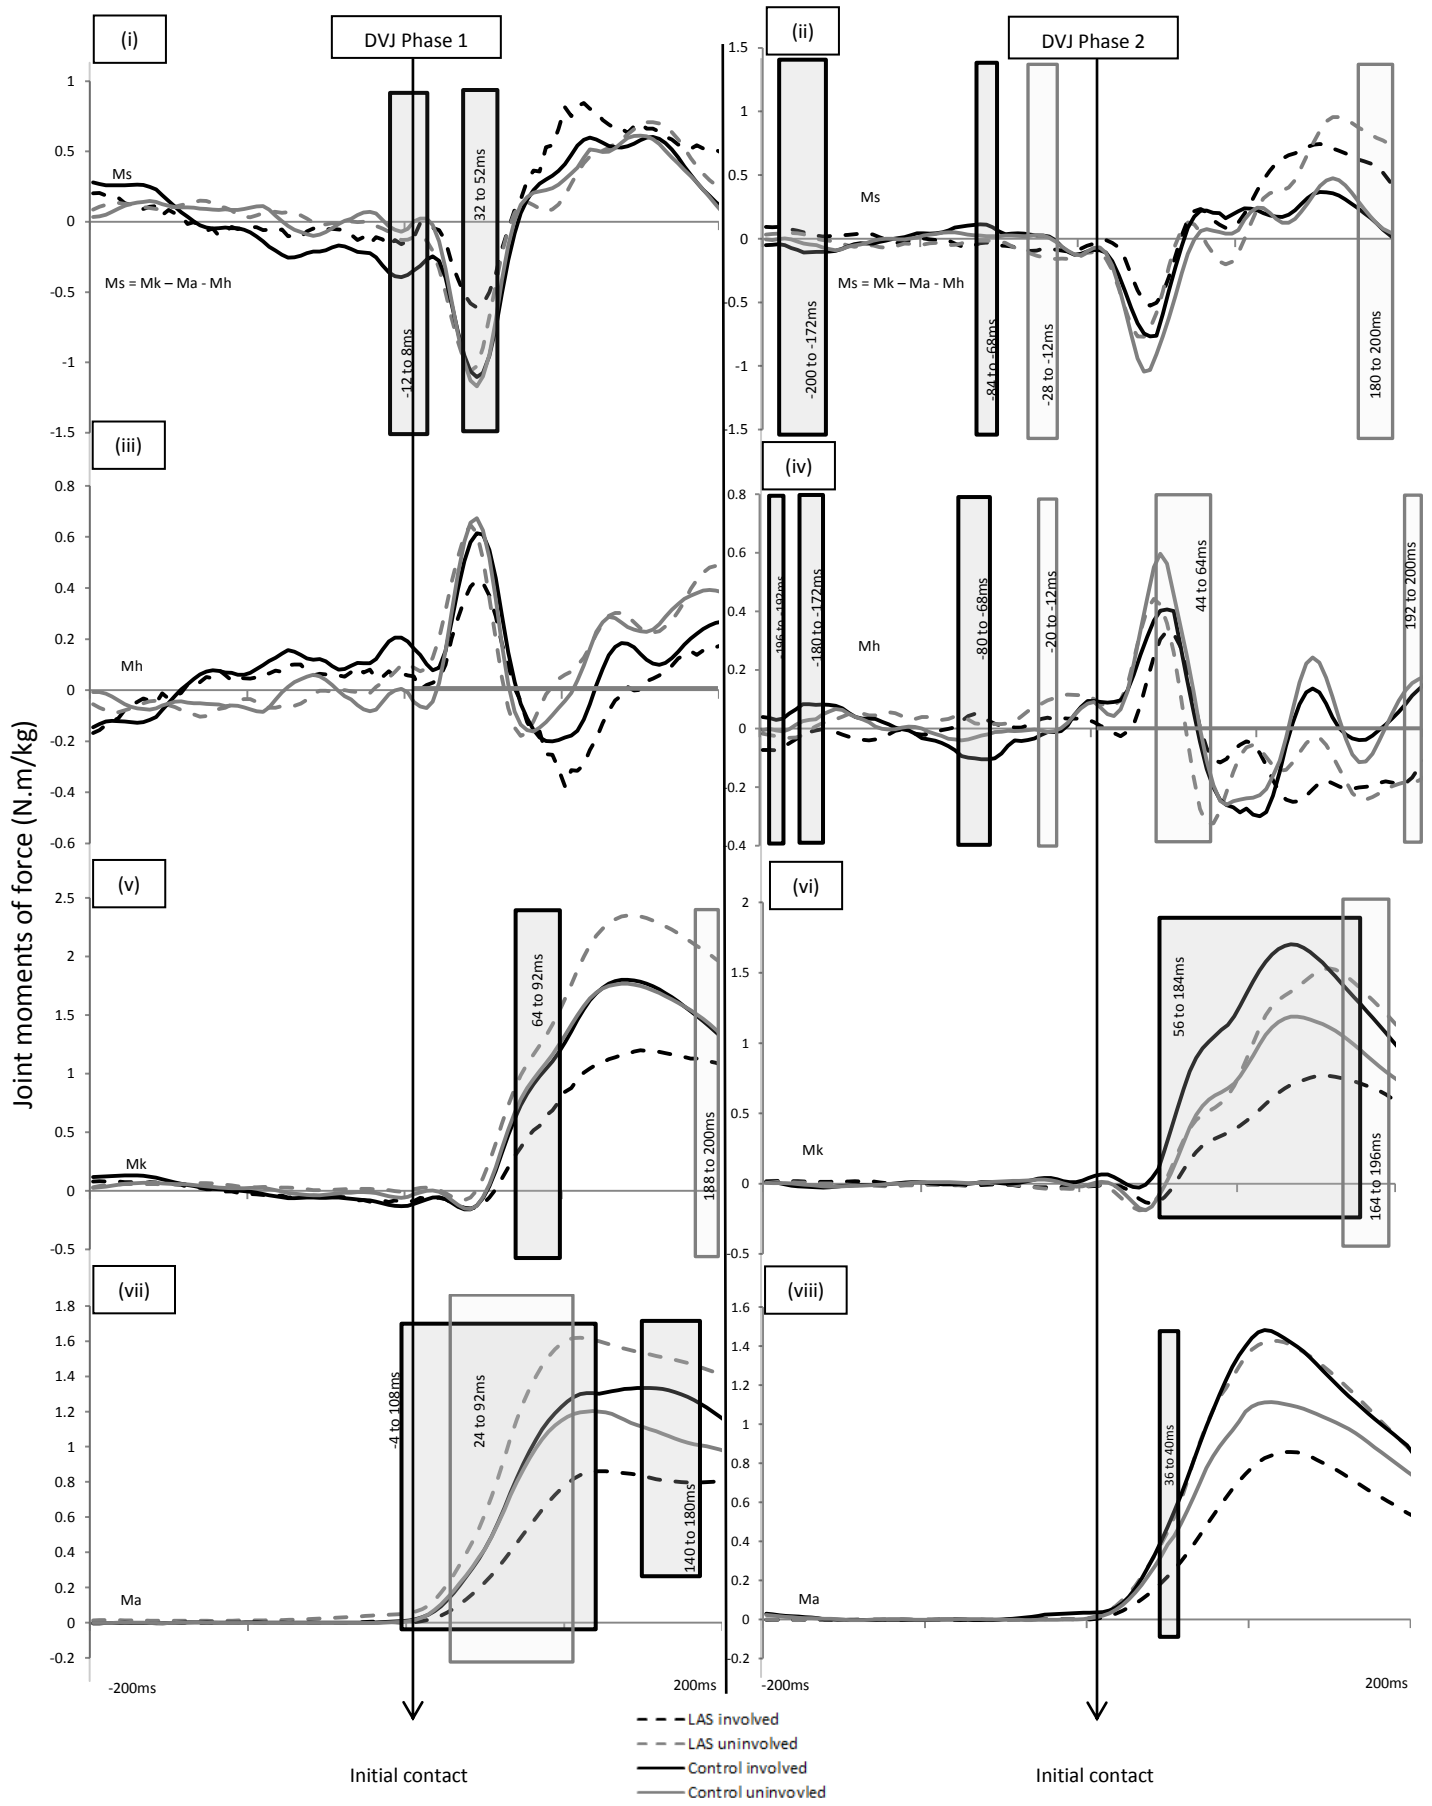 (i)
DVJ Phase 1
1
0.5
0
-0.5
-1
-1.5
Ms
Ms = Mk – Ma - Mh
-12 to 8ms
32 to 52ms
(ii)
DVJ Phase 2
1.5
1
0.5
0
-0.5
-1
-1.5
Ms
Ms = Mk – Ma - Mh
-200 to -172ms
-84 to -68ms
-28 to -12ms
180 to 200ms
(iii)
0.8
0.6
0.4
0.2
0
-0.2
-0.4
-0.6
Mh
(iv)
0.8
0.6
0.4
0.2
0
-0.2
-0.4
Mh
-196 to -192ms
-180 to -172ms
-80 to -68ms
-20 to -12ms
44 to 64ms
192 to 200ms
Joint moments of force (N.m/kg)
(v)
2.5
2
1.5
1
0.5
0
-0.5
Mk
64 to 92ms
188 to 200ms
(vi)
2
1.5
1
0.5
0
-0.5
Mk
56 to 184ms
164 to 196ms
(vii)
1.8
1.6
1.4
1.2
1
0.8
0.6
0.4
0.2
0
-0.2
Ma
-4 to 108ms
24 to 92ms
140 to 180ms
-200ms
200ms
(viii)
1.6
1.4
1.2
1
0.8
0.6
0.4
0.2
0
-0.2
Ma
36 to 40ms
-200ms
200ms
LAS involved
LAS uninvolved
Control involved
Control uninvovled
Initial contact
Initial contact